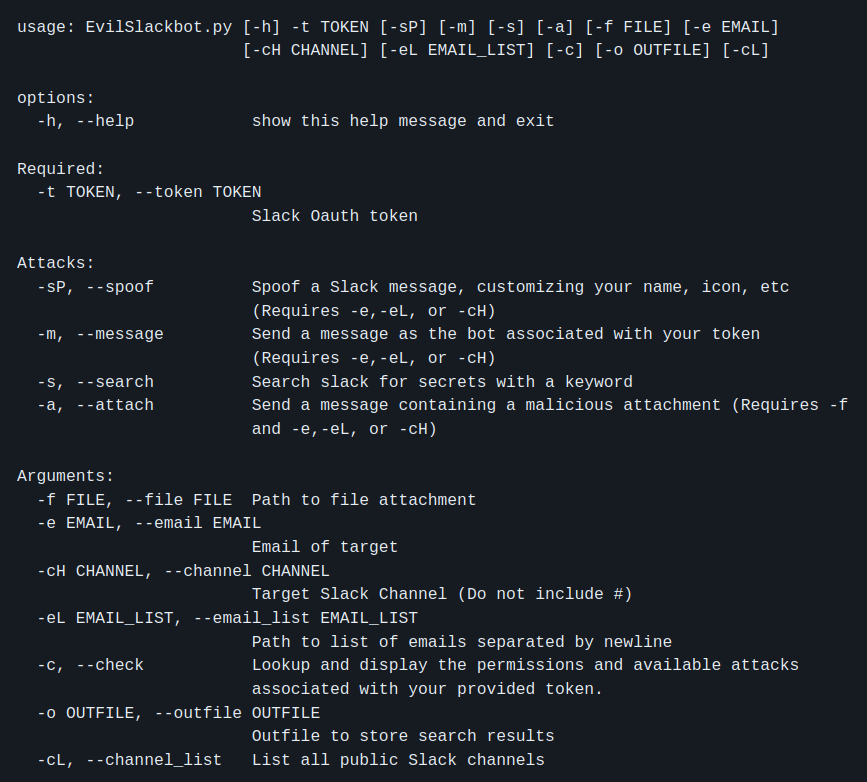 usage: EvilSlackbot.py [-h] -t TOKEN [-sP] [-m] [-s] [-a] [-f FILE] [-e EMAIL]
[-cH CHANNEL] [-eL EMAIL_LIST] [-c] [-o OUTFILE] [-cL]
options:
-h, --help show this help message and exit
Required:
-t TOKEN, --token TOKEN
Slack Oauth token
Attacks:
-sP, --spoof Spoof a Slack message, customizing your name, icon, etc
(Requires -e,-eL, or -cH)
-m, --message Send a message as the bot associated with your token
(Requires -e,-eL, or -cH)
-s, --search Search slack for secrets with a keyword
-a, --attach Send a message containing a malicious attachment (Requires -f
and -e,-eL, or -cH)
Arguments:
-f FILE, --file FILE Path to file attachment
-e EMAIL, --email EMAIL
Email of target
-cH CHANNEL, --channel CHANNEL
Target Slack Channel (Do not include #)
-eL EMAIL_LIST, --email_list EMAIL_LIST
Path to list of emails separated by newline
-c, --check Lookup and display the permissions and available attacks
associated with your provided token.
-o OUTFILE, --outfile OUTFILE
Outfile to store search results
-cL, --channel_list List all public Slack channels